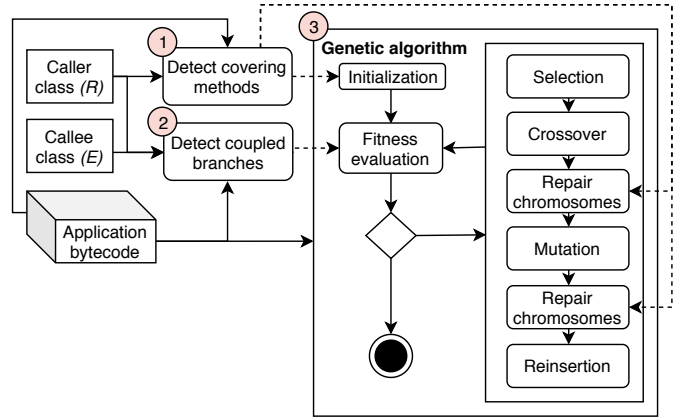 1
3
Genetic algorithm
Caller
class (R)
Detect covering
methods
Initialization
Selection
2
Callee
class (E)
Detect coupled
branches
Fitness
evaluation
Crossover
Repair
chromosomes
Application
bytecode
Mutation
Repair
chromosomes
Reinsertion